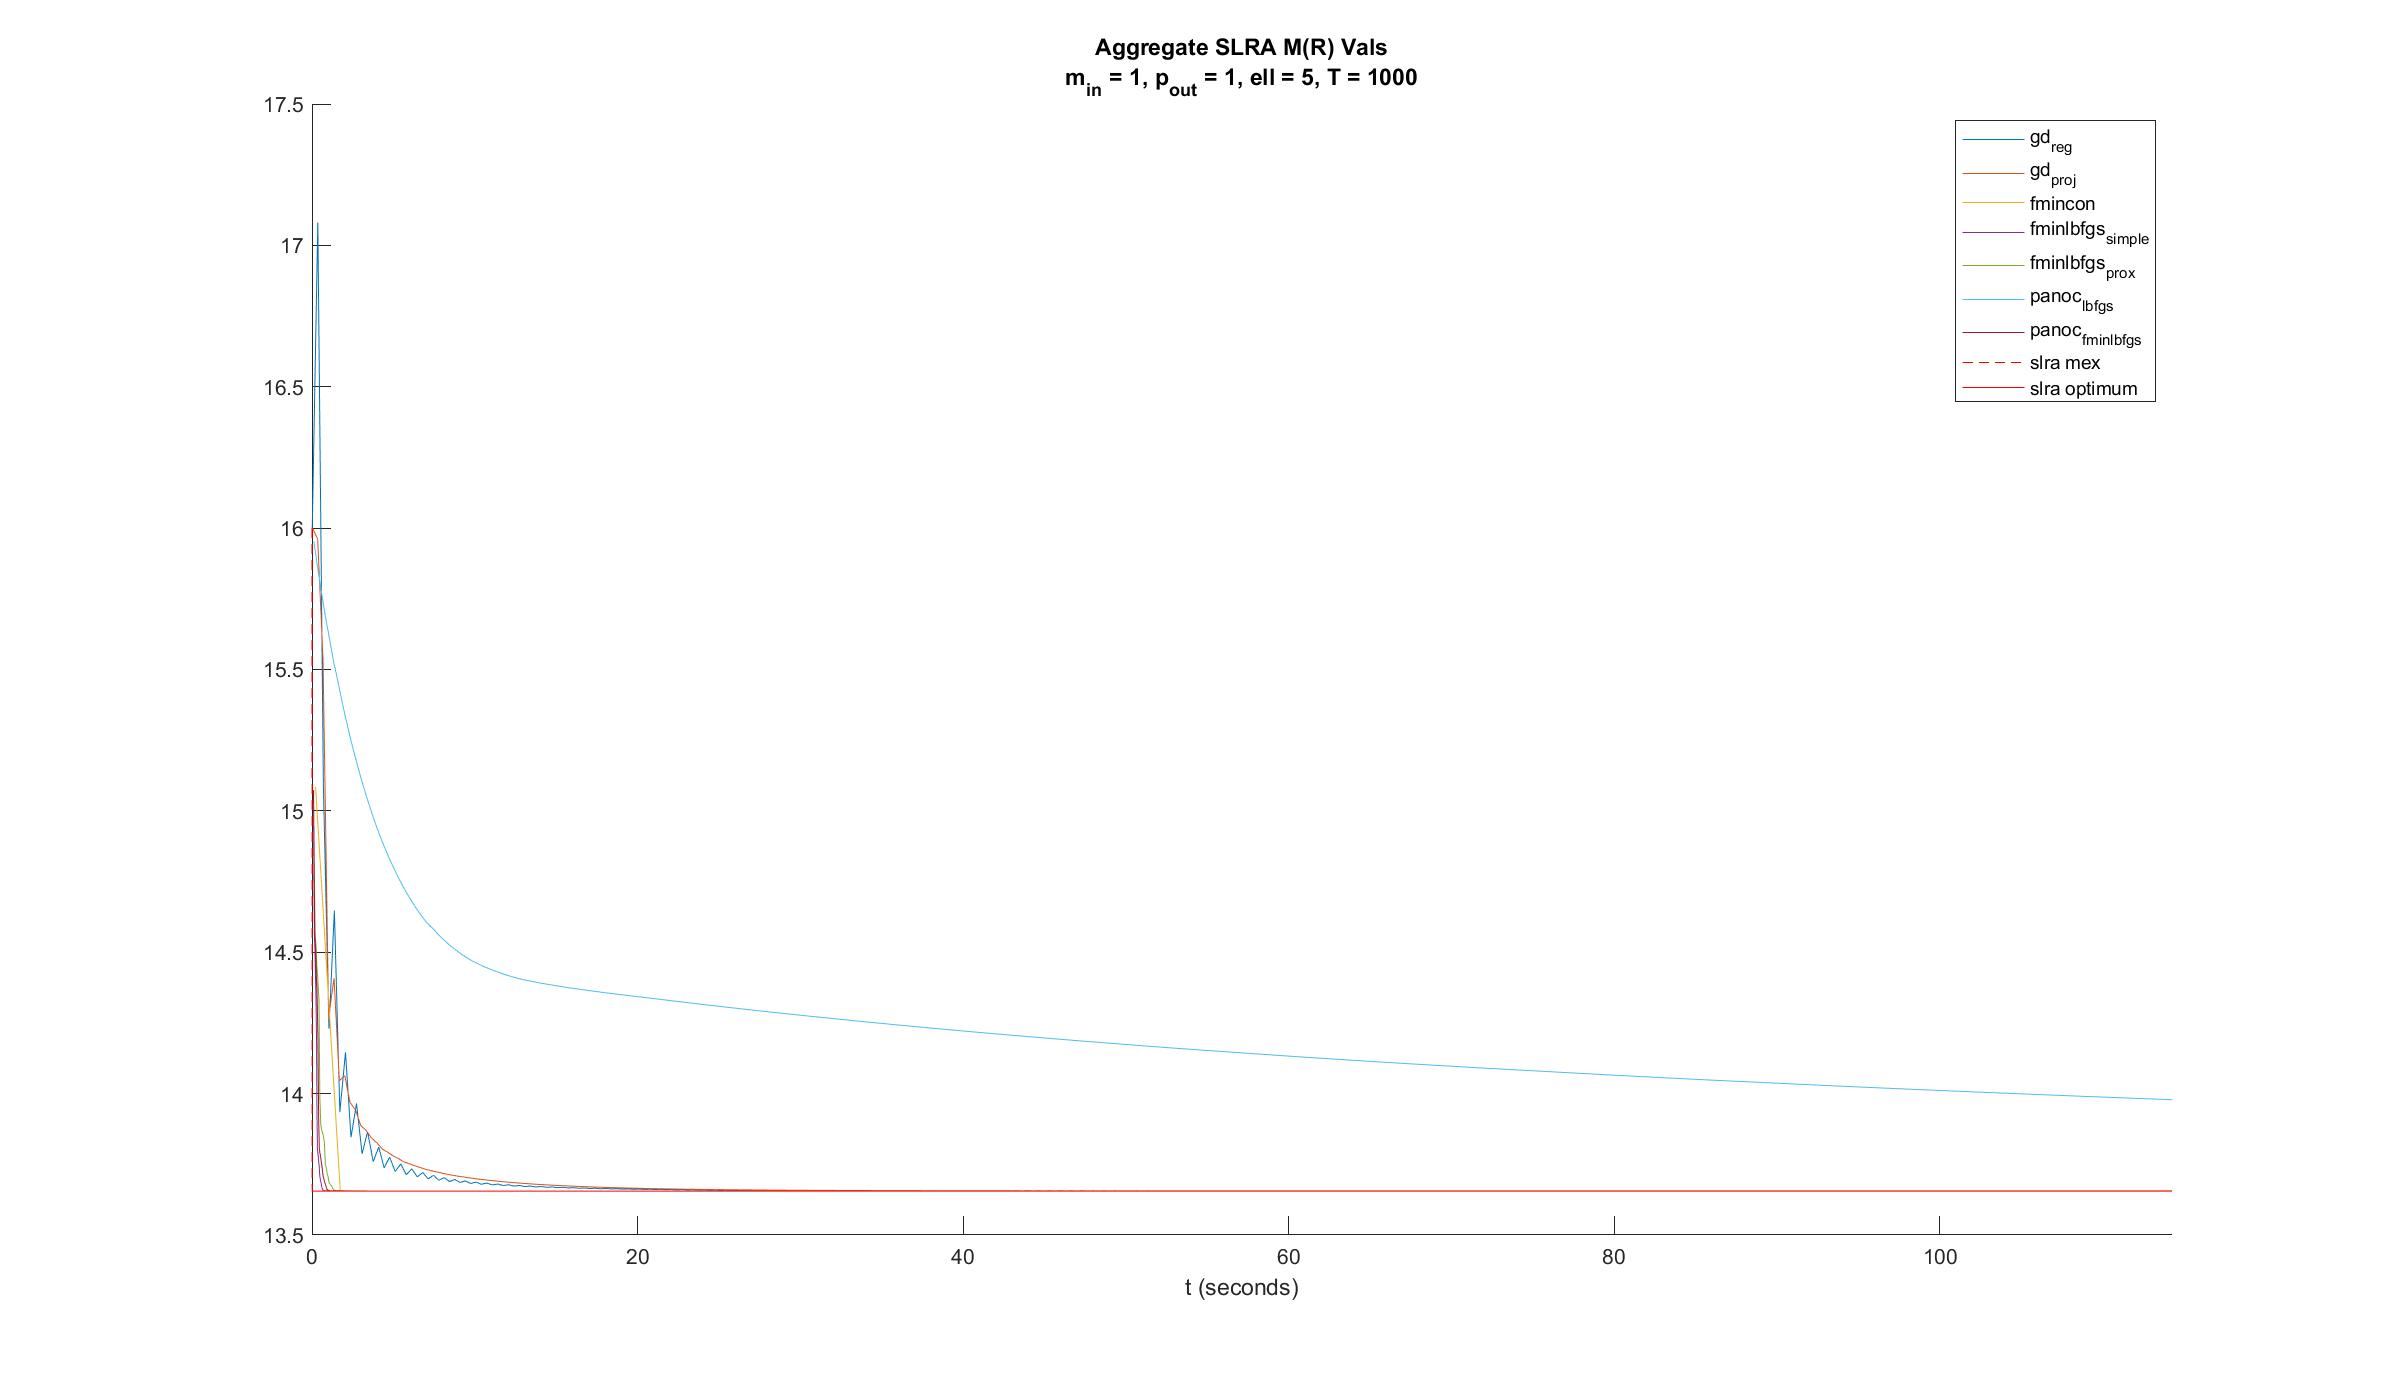 Aggregate SLRA M(R) Vals
m_in = 1, p_out = 1, ell = 5, T = 1000
17.5
17
16.5
16
15.5
15
14.5
14
13.5
0 20 40 60 80 100
t (seconds)
gd_reg
gd_proj
fmincon
fminlbfgs_simple
fminlbfgs_prox
panoc_lbfgs
panoc_fminlbfgs
slra mex
slra optimum